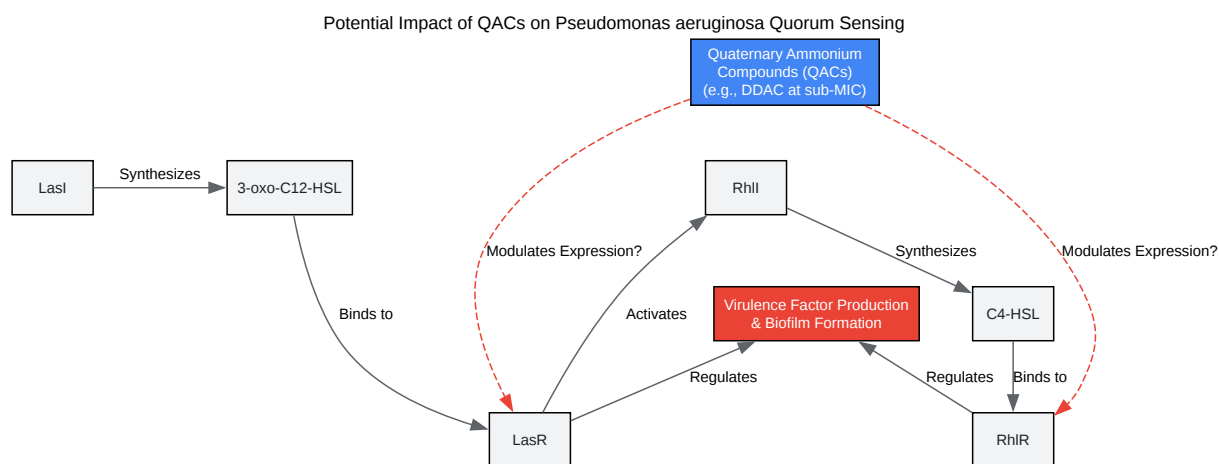 Potential Impact of QACs on Pseudomonas aeruginosa Quorum Sensing
Quaternary Ammonium
Compounds (QACs)
(e.g., DDAC at sub-MIC)
LasI
Synthesizes
3-oxo-C12-HSL
RhlI
Modulates Expression?
Synthesizes
Modulates Expression?
Binds to
Activates
Virulence Factor Production
& Biofilm Formation
C4-HSL
Regulates
Regulates
Binds to
LasR
RhlR